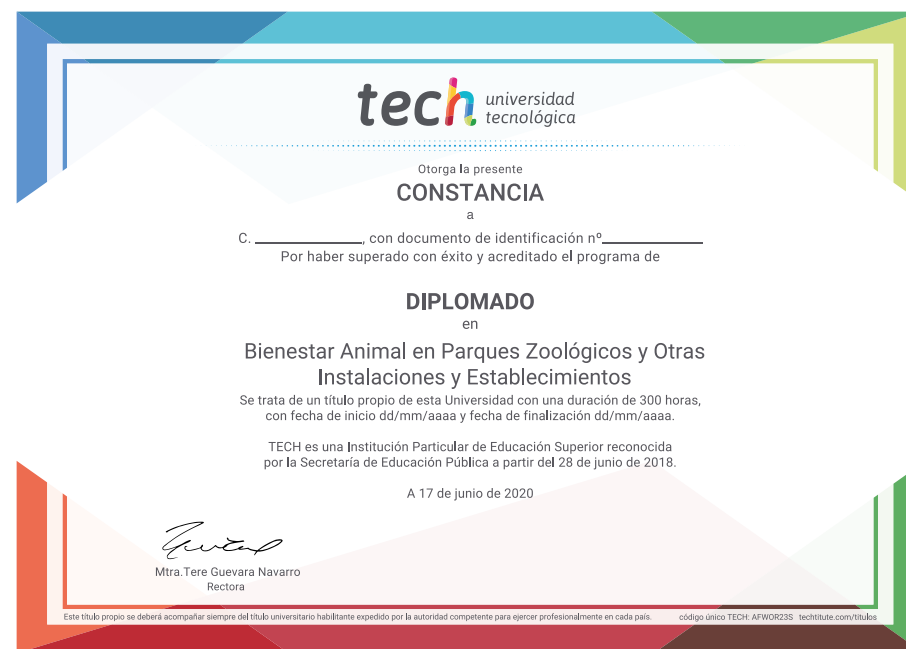 tech universidad
tecnológica
Otorga la presente
CONSTANCIA
a
C. ____________, con documento de identificación nº____________
Por haber superado con éxito y acreditado el programa de
DIPLOMADO
en
Bienestar Animal en Parques Zoológicos y Otras
Instalaciones y Establecimientos
Se trata de un título propio de esta Universidad con una duración de 300 horas,
con fecha de inicio dd/mm/aaaa y fecha de finalización dd/mm/aaaa.
TECH es una Institución Particular de Educación Superior reconocida
por la Secretaría de Educación Pública a partir del 28 de junio de 2018.
A 17 de junio de 2020
Mtra.Tere Guevara Navarro
Rectora
Este título propio se deberá acompañar siempre del título universitario habilitante expedido por la autoridad competente para ejercer profesionalmente en cada país. código único TECH: AFWOR23S techtitute.com/titulos